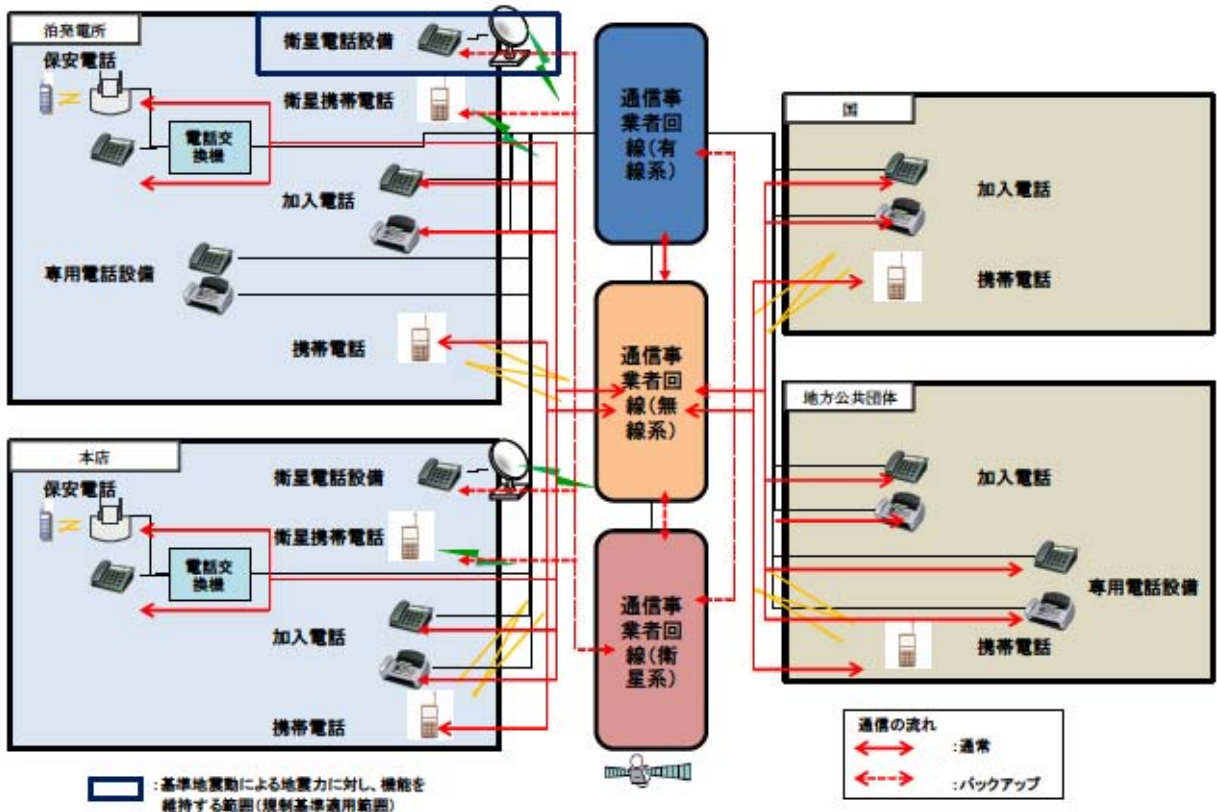 泊発電所
保安電話
電話交
換機
衛星電話設備
衛星携帯電話
加入電話
専用電話設備
携帯電話
本店
保安電話
電話交
換機
衛星電話設備
衛星携帯電話
加入電話
携帯電話
通信事
業者回
線(有
線系)
通信事
業者回
線(無
線系)
通信事
業者回
線(衛
星系)
国
加入電話
携帯電話
地方公共団体
加入電話
専用電話設備
携帯電話
通信の流れ
:通常
:バックアップ
:基準地震動による地震力に対し、機能を
維持する範囲(規制基準適用範囲)